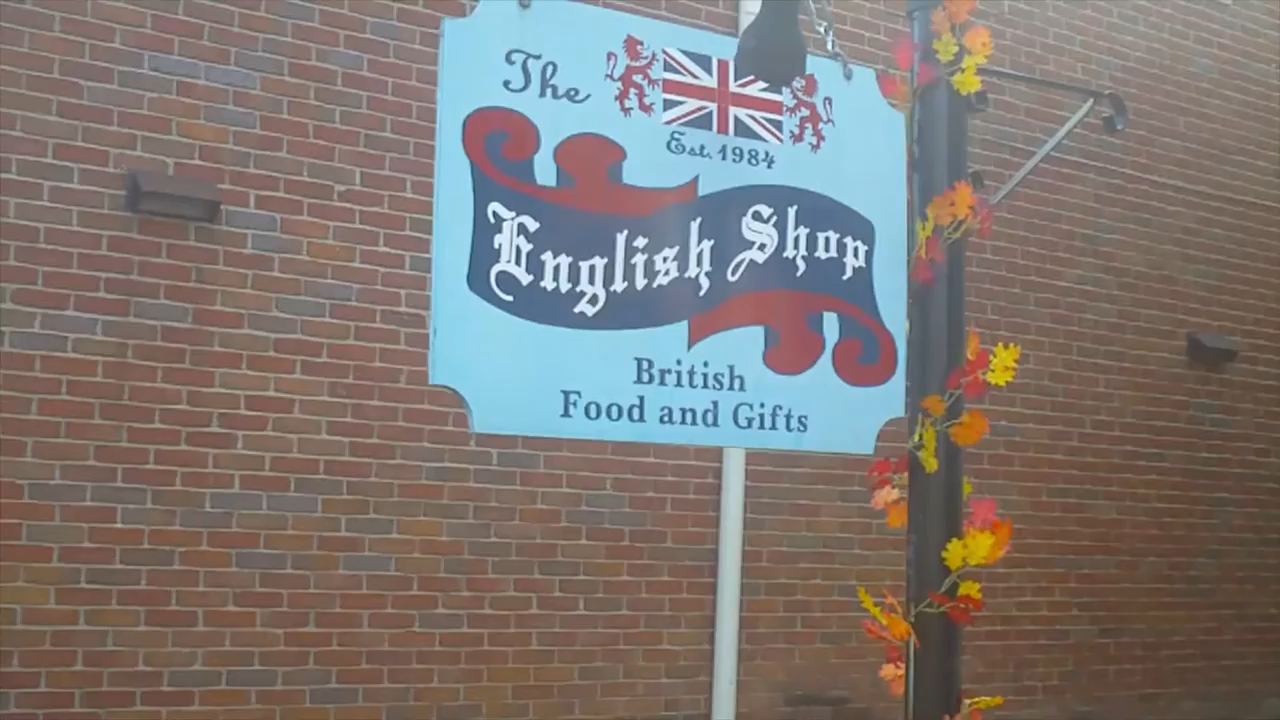 The
Est. 1984
English Shop
British
Food and Gifts